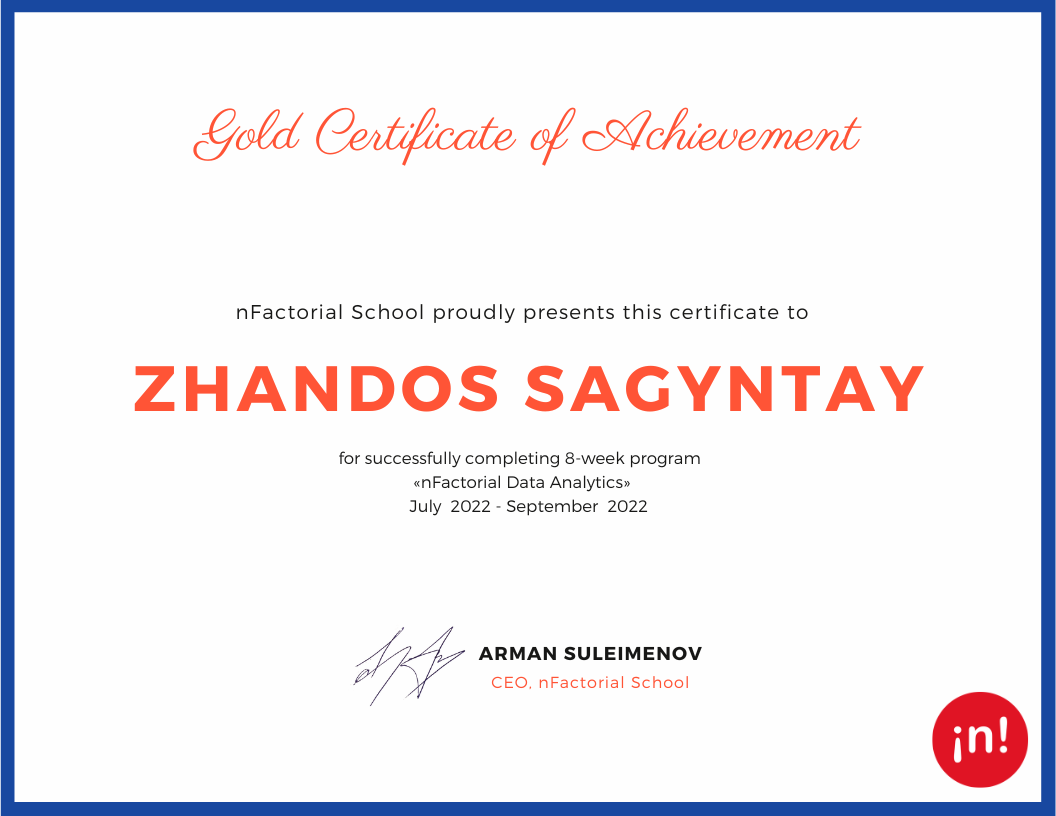 Gold Certificate of Achievement
nFactorial School proudly presents this certificate to
ZHANDOS SAGYNTAY
for successfully completing 8-week program
«nFactorial Data Analytics»
July 2022 - September 2022
ARMAN SULEIMENOV
CEO, nFactorial School
¡n!